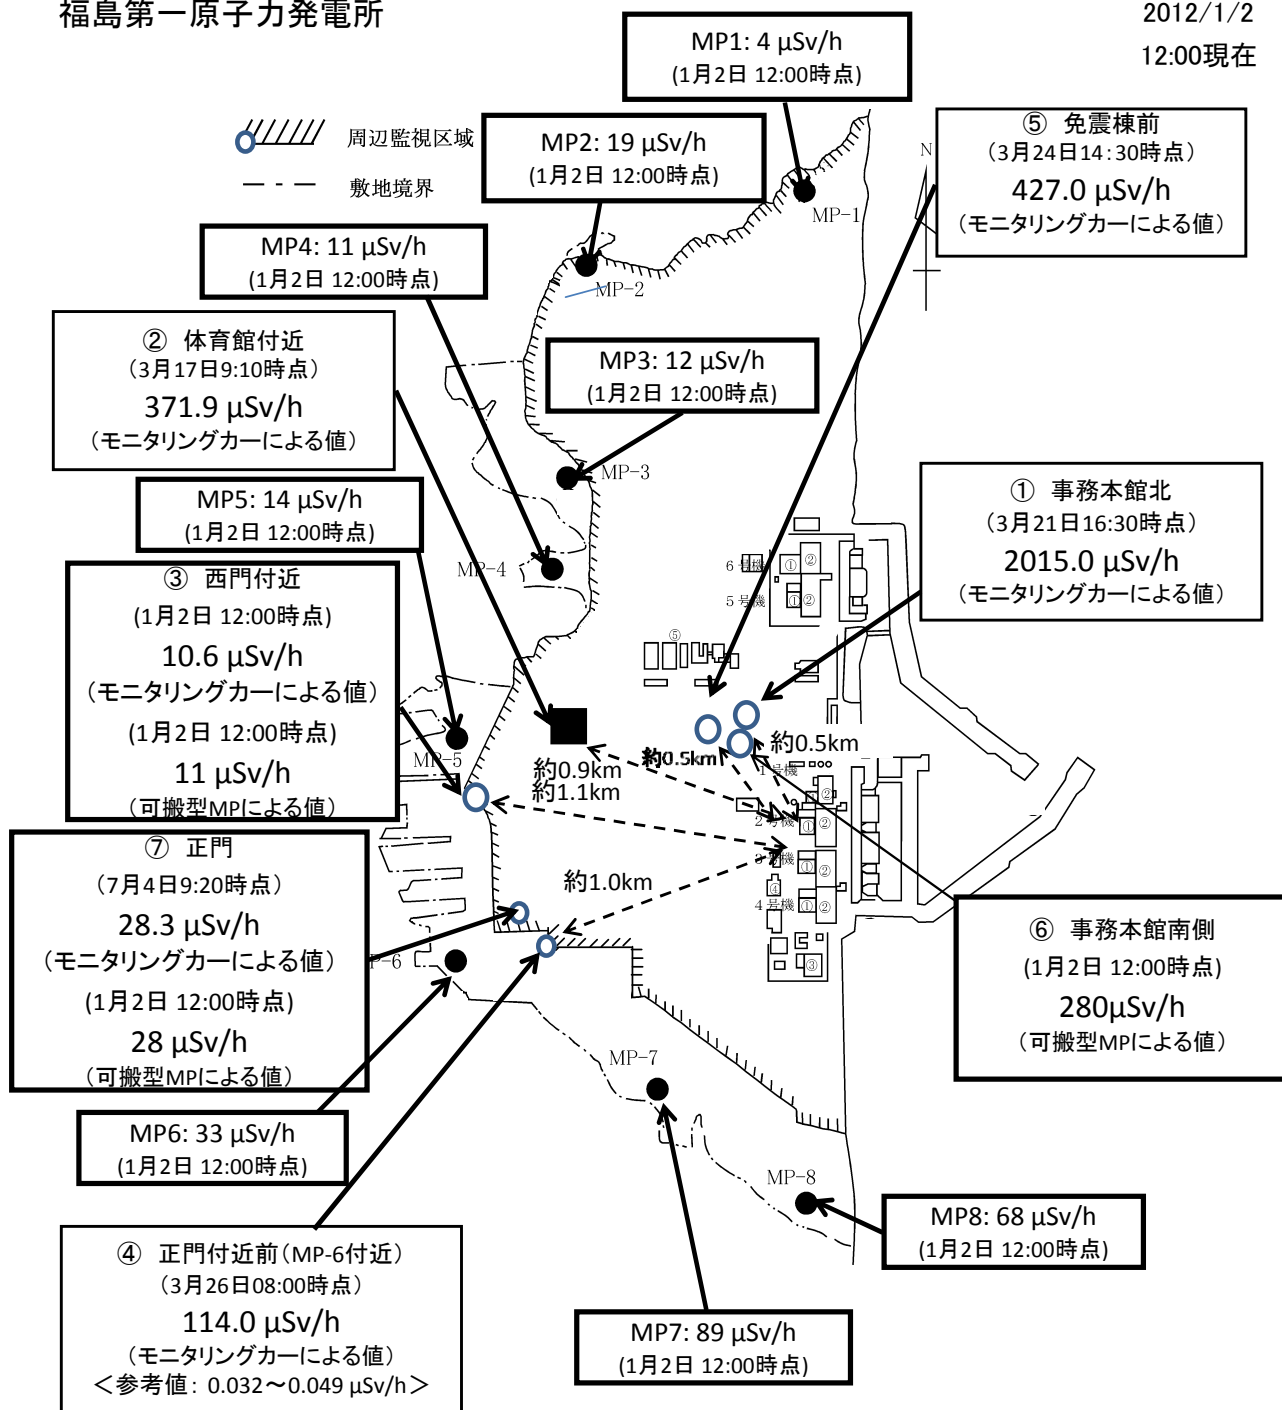 福島第一原子力発電所
2012/1/2
12:00現在
MP1: 4 µSv/h
(1月2日 12:00時点)
周辺監視区域
敷地境界
MP2: 19 µSv/h
(1月2日 12:00時点)
⑤ 免震棟前
(3月24日14:30時点)
427.0 µSv/h
(モニタリングカーによる値)
N
MP-1
MP4: 11 µSv/h
(1月2日 12:00時点)
MP-2
② 体育館付近
(3月17日9:10時点)
371.9 µSv/h
(モニタリングカーによる値)
MP3: 12 µSv/h
(1月2日 12:00時点)
MP-3
MP5: 14 µSv/h
(1月2日 12:00時点)
① 事務本館北
(3月21日16:30時点)
2015.0 µSv/h
(モニタリングカーによる値)
MP-4
6号機
①
②
5号機
①
②
③ 西門付近
(1月2日 12:00時点)
10.6 µSv/h
(モニタリングカーによる値)
(1月2日 12:00時点)
11 µSv/h
(可搬型MPによる値)
⑤
MP-5
約0.9km
約1.1km
約0.5km
約0.5km
1号機
②
2号機
①
②
3号機
①
②
④
4号機
①
②
③
約1.0km
⑦ 正門
(7月4日9:20時点)
28.3 µSv/h
(モニタリングカーによる値)
(1月2日 12:00時点)
28 µSv/h
(可搬型MPによる値)
P-6
⑥ 事務本館南側
(1月2日 12:00時点)
280µSv/h
(可搬型MPによる値)
MP-7
MP6: 33 µSv/h
(1月2日 12:00時点)
MP-8
MP8: 68 µSv/h
(1月2日 12:00時点)
④ 正門付近前(MP-6付近)
(3月26日08:00時点)
114.0 µSv/h
(モニタリングカーによる値)
<参考値: 0.032～0.049 µSv/h>
MP7: 89 µSv/h
(1月2日 12:00時点)